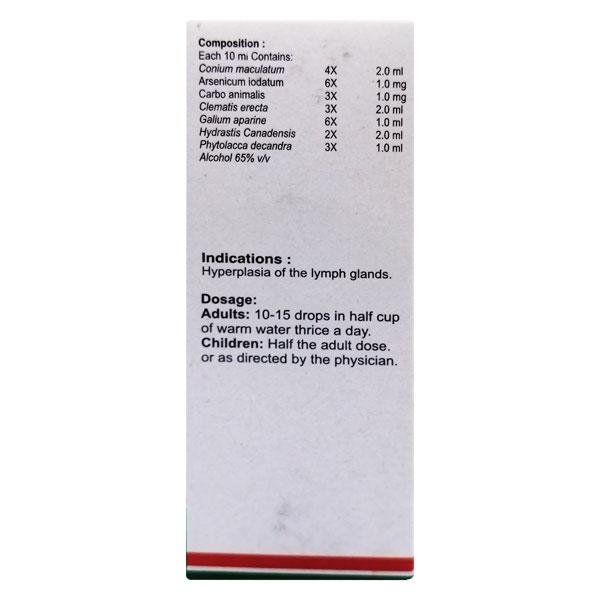 Composition :
Each 10 ml Contains:
Conium maculatum 4X 2.0 ml
Arsenicum iodatum 6X 1.0 mg
Carbo animalis 3X 1.0 mg
Clematis erecta 3X 2.0 ml
Galium aparine 6X 1.0 ml
Hydrastis Canadensis 2X 2.0 ml
Phytolacca decandra 3X 1.0 ml
Alcohol 65% v/v
Indications :
Hyperplasia of the lymph glands.
Dosage:
Adults: 10-15 drops in half cup
of warm water thrice a day.
Children: Half the adult dose.
or as directed by the physician.